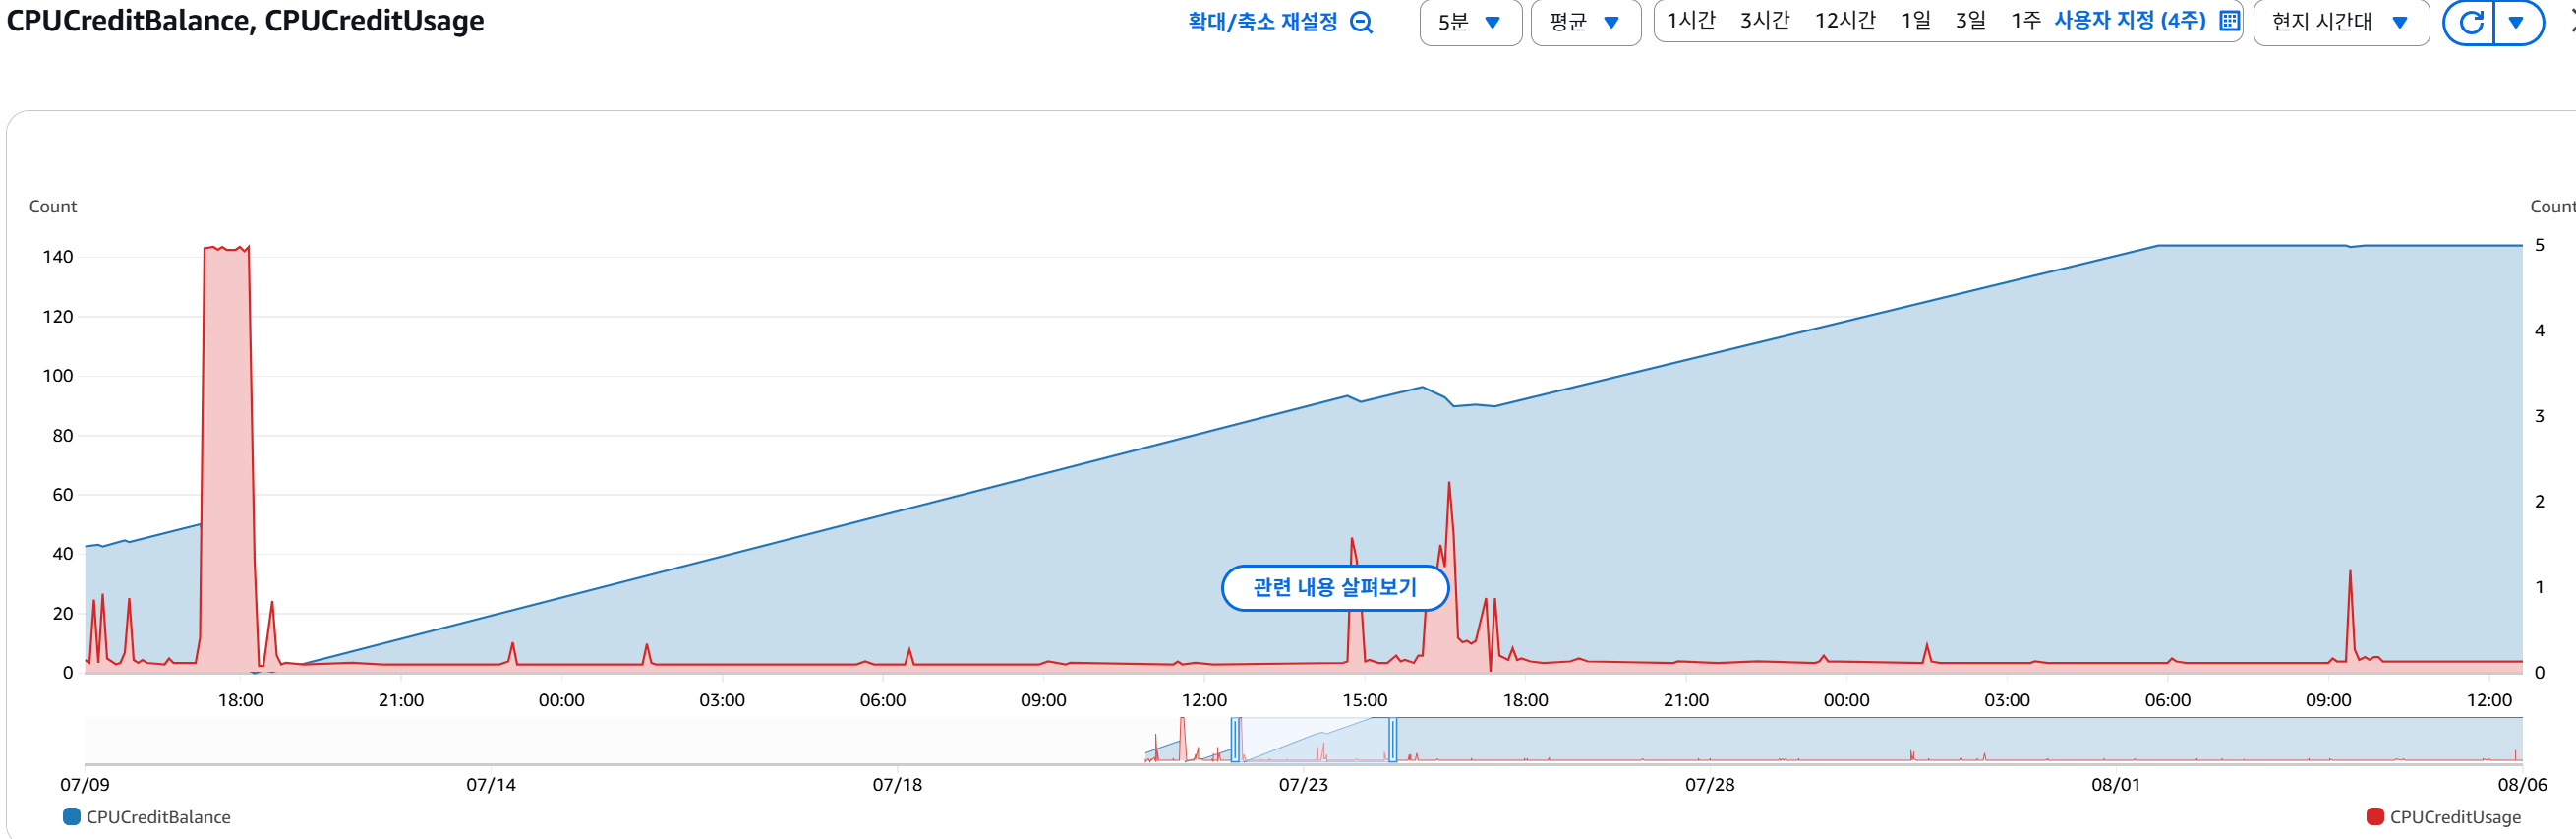 CPUCreditBalance, CPUCreditUsage
확대/축소 재설정
5분
평균
1시간 3시간 12시간 1일 3일 1주 사용자 지정 (4주)
현지 시간대
Count
Count
140
120
100
80
60
40
20
0
5
4
3
2
1
0
관련 내용 살펴보기
18:00 21:00 00:00 03:00 06:00 09:00 12:00 15:00 18:00 21:00 00:00 03:00 06:00 09:00 12:00
07/09 07/14 07/18 07/23 07/28 08/01 08/06
CPUCreditBalance
CPUCreditUsage